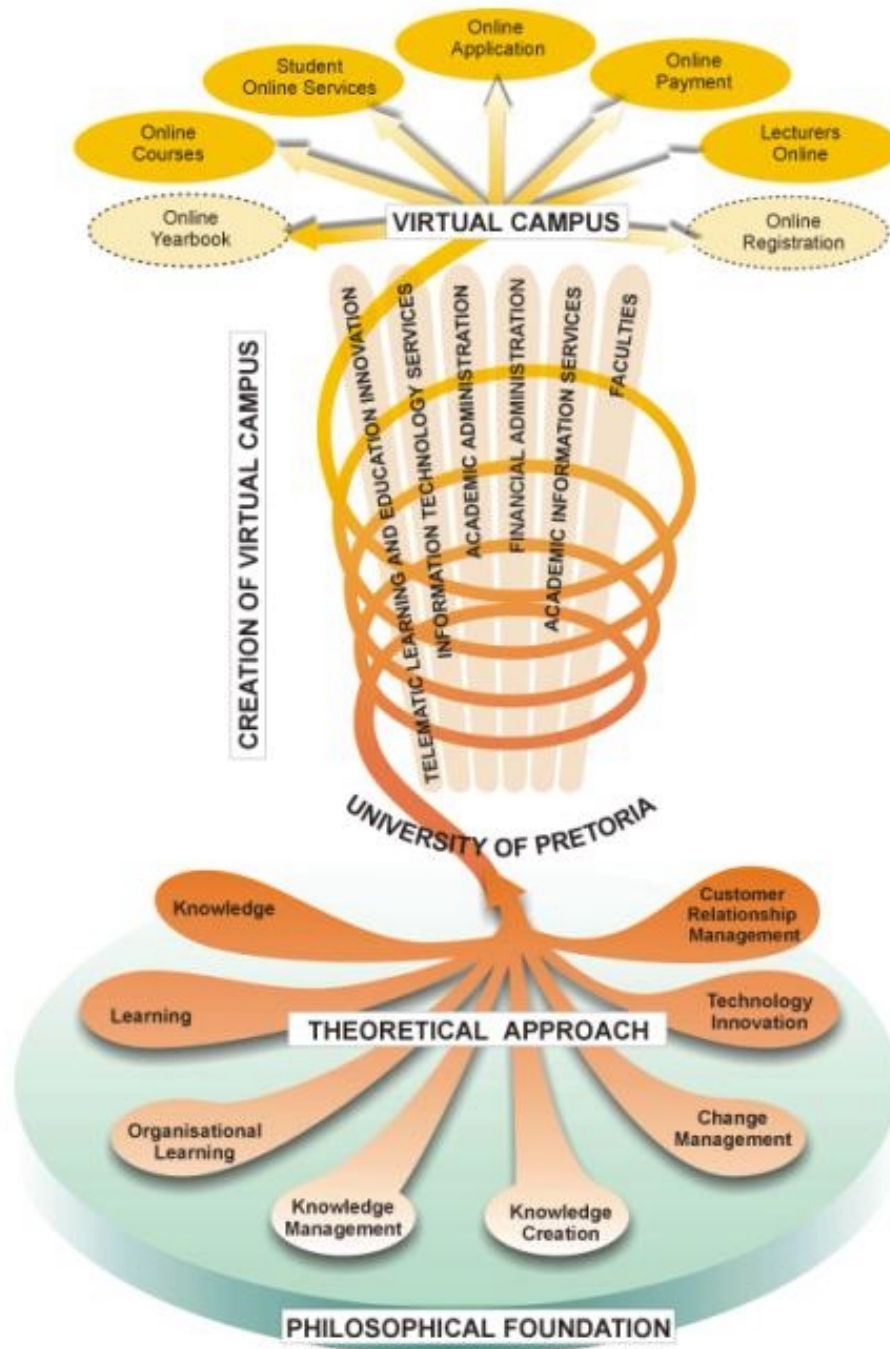 Online
Application
Student
Online Services
Online
Payment
Online
Courses
Lecturers
Online
Online
Yearbook
VIRTUAL CAMPUS
Online
Registration
CREATION OF VIRTUAL CAMPUS
TELEMATIC LEARNING AND EDUCATION INNOVATION
INFORMATION TECHNOLOGY SERVICES
ACADEMIC ADMINISTRATION
FINANCIAL ADMINISTRATION
ACADEMIC INFORMATION SERVICES
FACULTIES
UNIVERSITY OF PRETORIA
Knowledge
Customer
Relationship
Management
Learning
Technology
Innovation
THEORETICAL APPROACH
Organisational
Learning
Change
Management
Knowledge
Management
Knowledge
Creation
PHILOSOPHICAL FOUNDATION